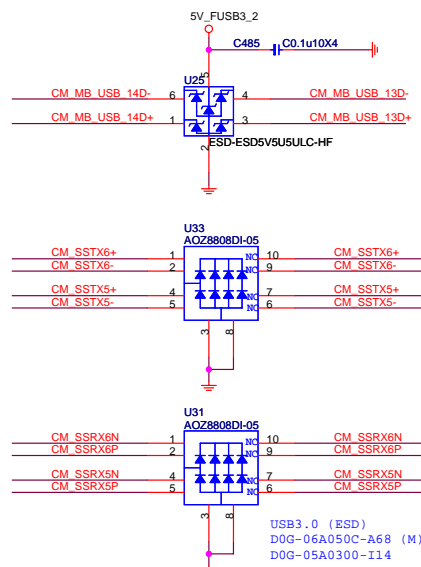 5V_FUSB3_2
C485 C0.1u10X4
U25
5
CM_MB_USB_14D- 6 4 CM_MB_USB_13D-
CM_MB_USB_14D+ 1 3 CM_MB_USB_13D+
ESD-ESD5V5U5ULC-HF
2
U33
AOZ8808DI-05
CM_SSTX6+ 1 NC 10 CM_SSTX6+
CM_SSTX6- 2 NC 9 CM_SSTX6-
CM_SSTX5+ 4 NC 7 CM_SSTX5+
CM_SSTX5- 5 NC 6 CM_SSTX5-
3 8
U31
AOZ8808DI-05
CM_SSRX6N 1 NC 10 CM_SSRX6N
CM_SSRX6P 2 NC 9 CM_SSRX6P
CM_SSRX5N 4 NC 7 CM_SSRX5N
CM_SSRX5P 5 NC 6 CM_SSRX5P
3 8
USB3.0 (ESD)
D0G-06A050C-A68 (M)
D0G-05A0300-I14